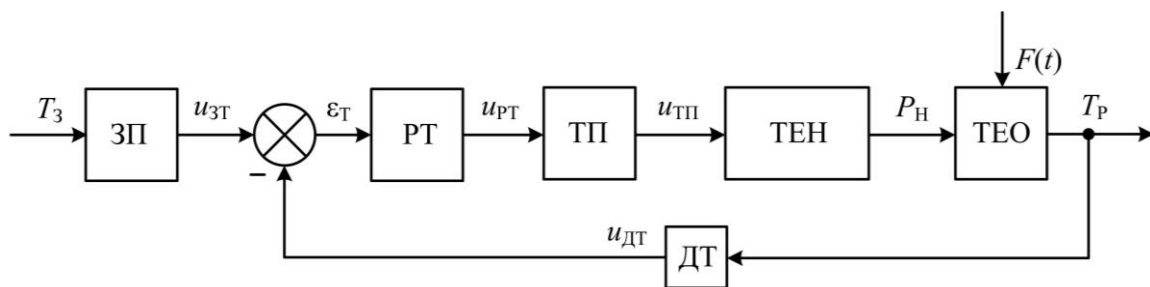 F(t)
T_З u_ЗТ ε_Т u_РТ u_ТП P_Н T_Р
ЗП РТ ТП ТЕН ТЕО
−
u_ДТ
ДТ